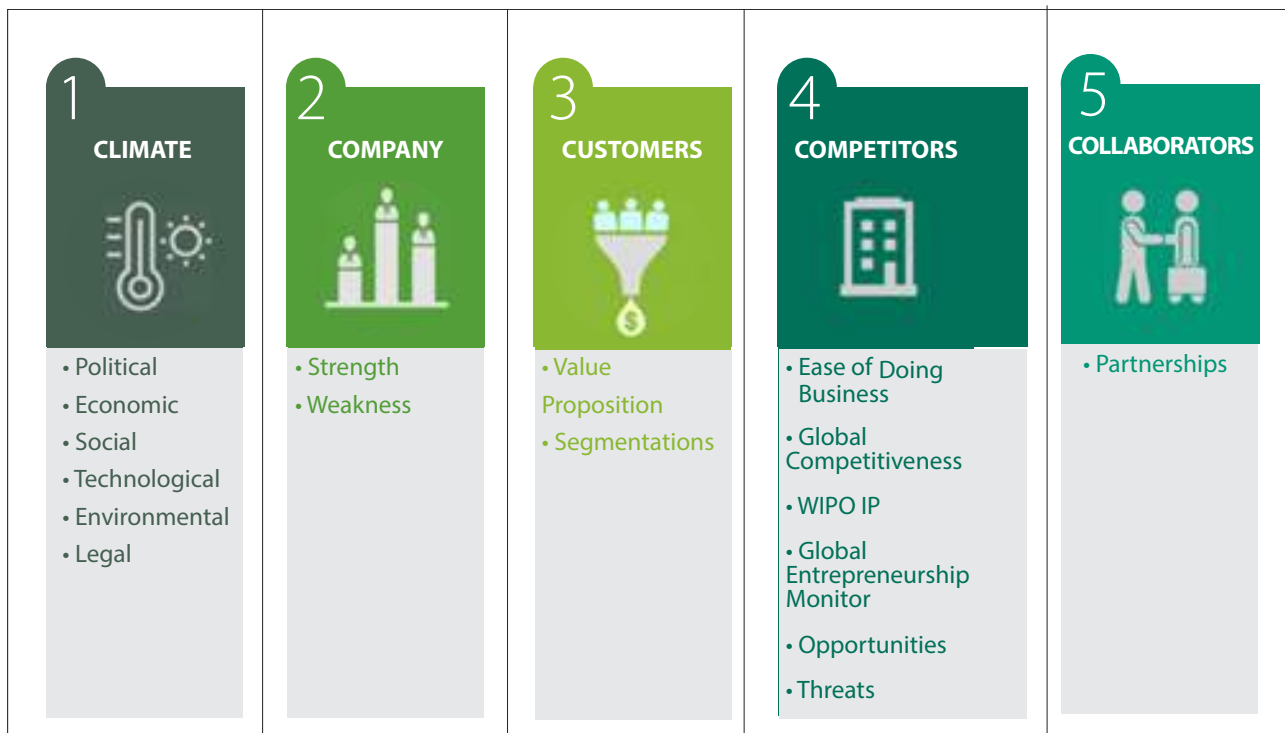 1
CLIMATE
• Political
• Economic
• Social
• Technological
• Environmental
• Legal
2
COMPANY
• Strength
• Weakness
3
CUSTOMERS
$
• Value
Proposition
• Segmentations
4
COMPETITORS
• Ease of Doing
Business
• Global
Competitiveness
• WIPO IP
• Global
Entrepreneurship
Monitor
• Opportunities
• Threats
5
COLLABORATORS
• Partnerships